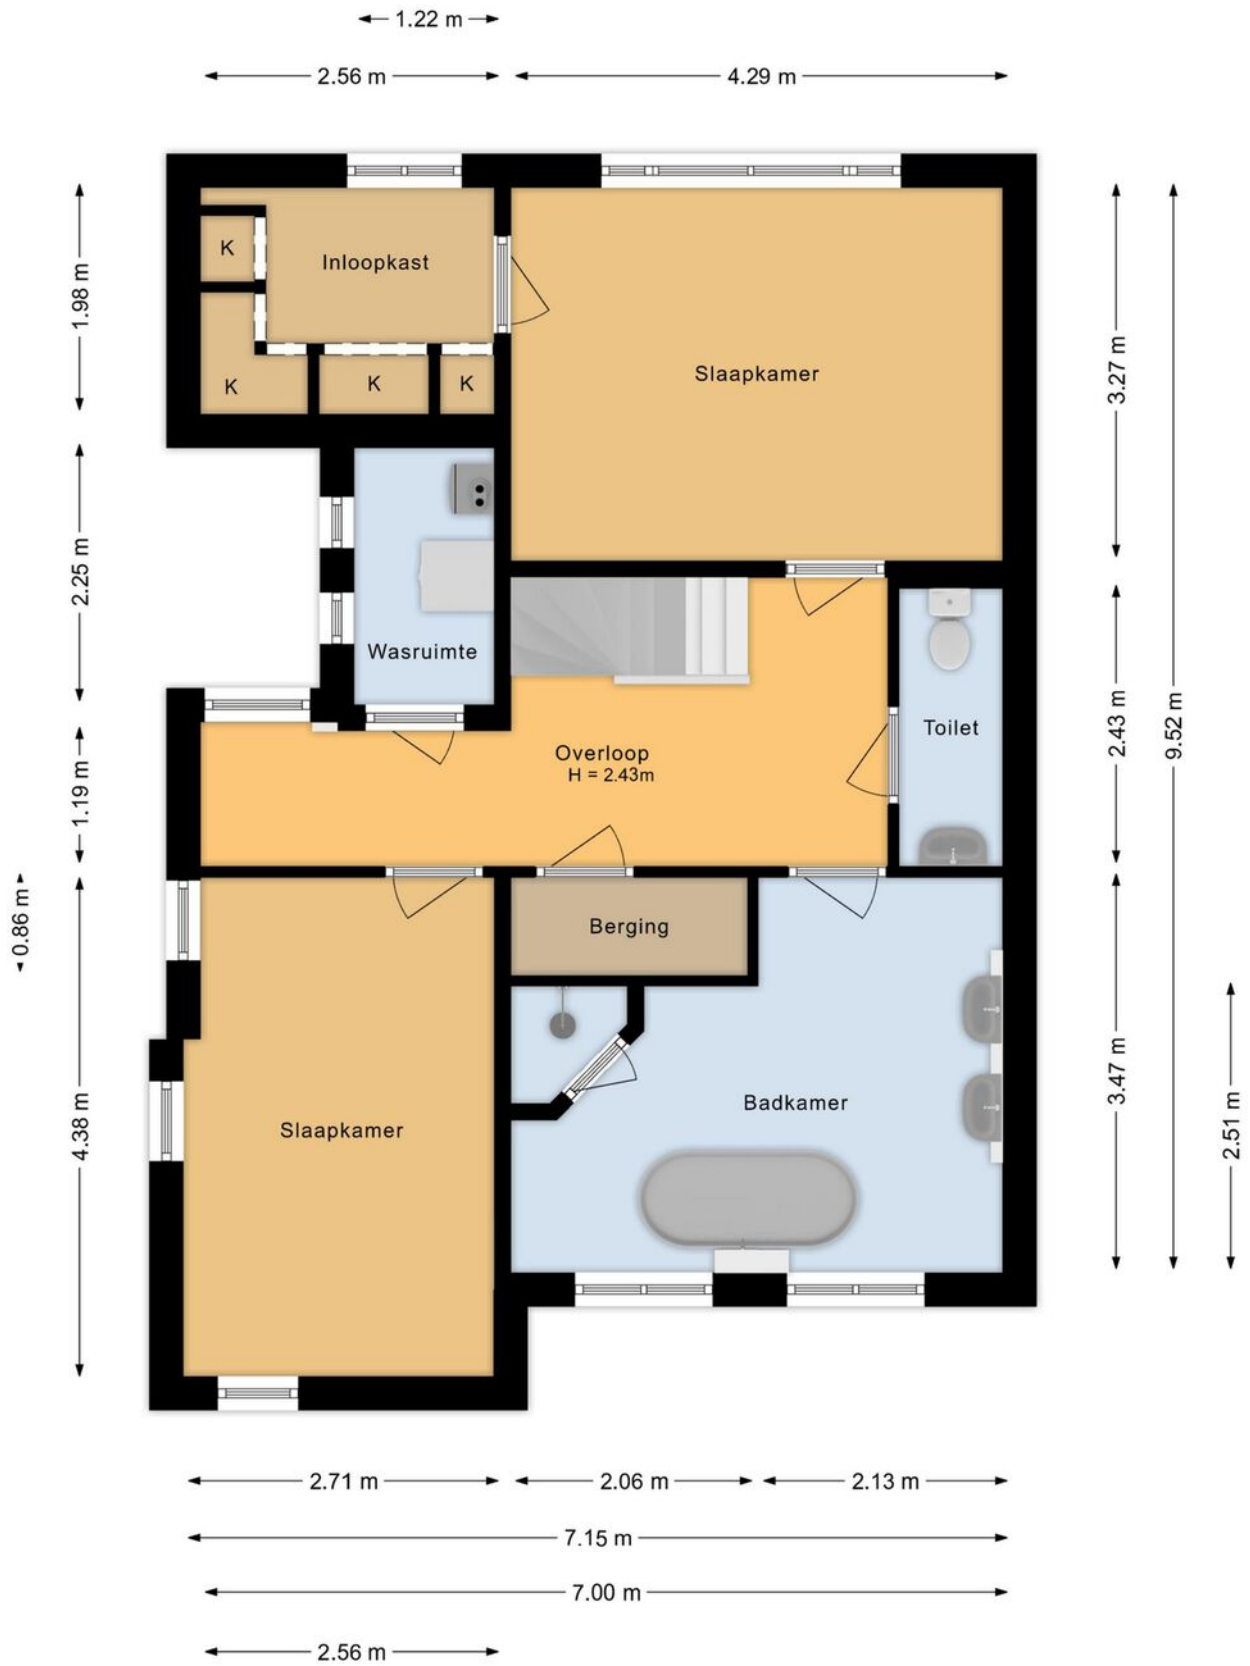 1.22 m
2.56 m
4.29 m
K
Inloopkast
1.98 m
3.27 m
Slaapkamer
K
K
K
2.25 m
Wasruimte
2.43 m
9.52 m
Toilet
Overloop
H = 2.43m
1.19 m
0.86 m
Berging
3.47 m
Badkamer
2.51 m
4.38 m
Slaapkamer
2.71 m
2.06 m
2.13 m
7.15 m
7.00 m
2.56 m